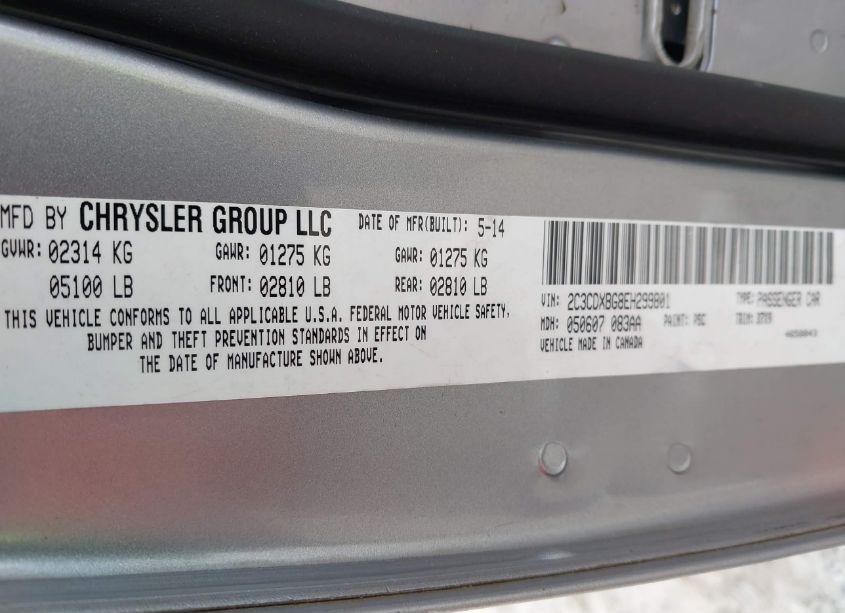 MFD BY CHRYSLER GROUP LLC DATE OF MFR(BUILT): 5-14
GVWR: 02314 KG GAWR: 01275 KG GAWR: 01275 KG
05100 LB FRONT: 02810 LB REAR: 02810 LB
THIS VEHICLE CONFORMS TO ALL APPLICABLE U.S.A. FEDERAL MOTOR VEHICLE SAFETY,
BUMPER AND THEFT PREVENTION STANDARDS IN EFFECT ON
THE DATE OF MANUFACTURE SHOWN ABOVE.
VIN: 2C3CDXBG8EH299801 TYPE: PASSENGER CAR
MDH: 050607 083AA PAINT: PSC TRIM:
VEHICLE MADE IN CANADA